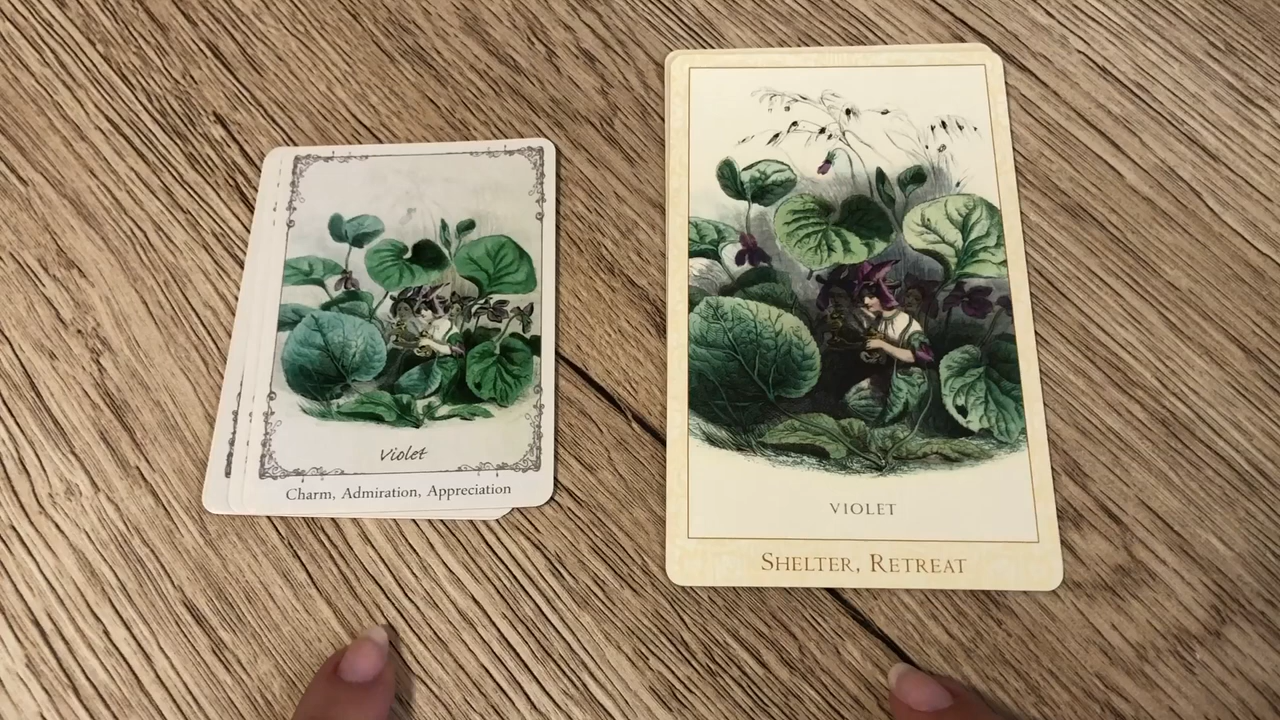 Violet
Charm, Admiration, Appreciation
VIOLET
SHELTER, RETREAT